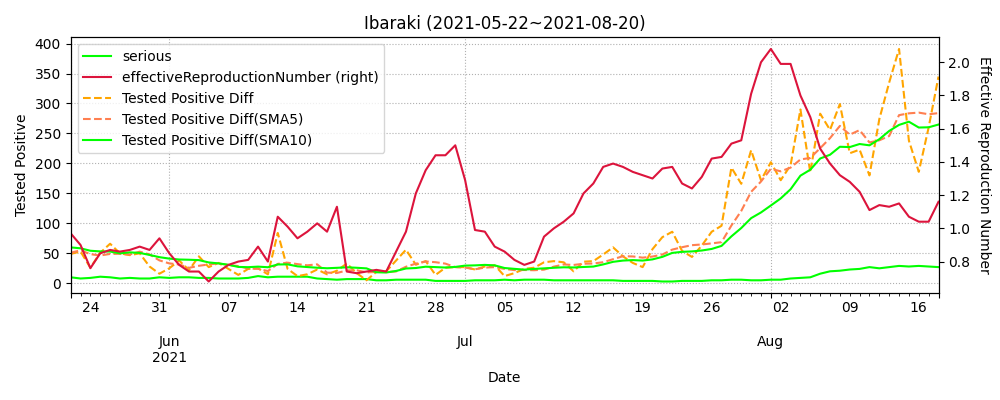 Ibaraki (2021-05-22~2021-08-20)
serious
effectiveReproductionNumber (right)
Tested Positive Diff
Tested Positive Diff(SMA5)
Tested Positive Diff(SMA10)
Tested Positive
400
350
300
250
200
150
100
50
0
Effective Reproduction Number
2.0
1.8
1.6
1.4
1.2
1.0
0.8
24 31 07 14 21 28 05 12 19 26 02 09 16
Jun Jul Aug
2021
Date